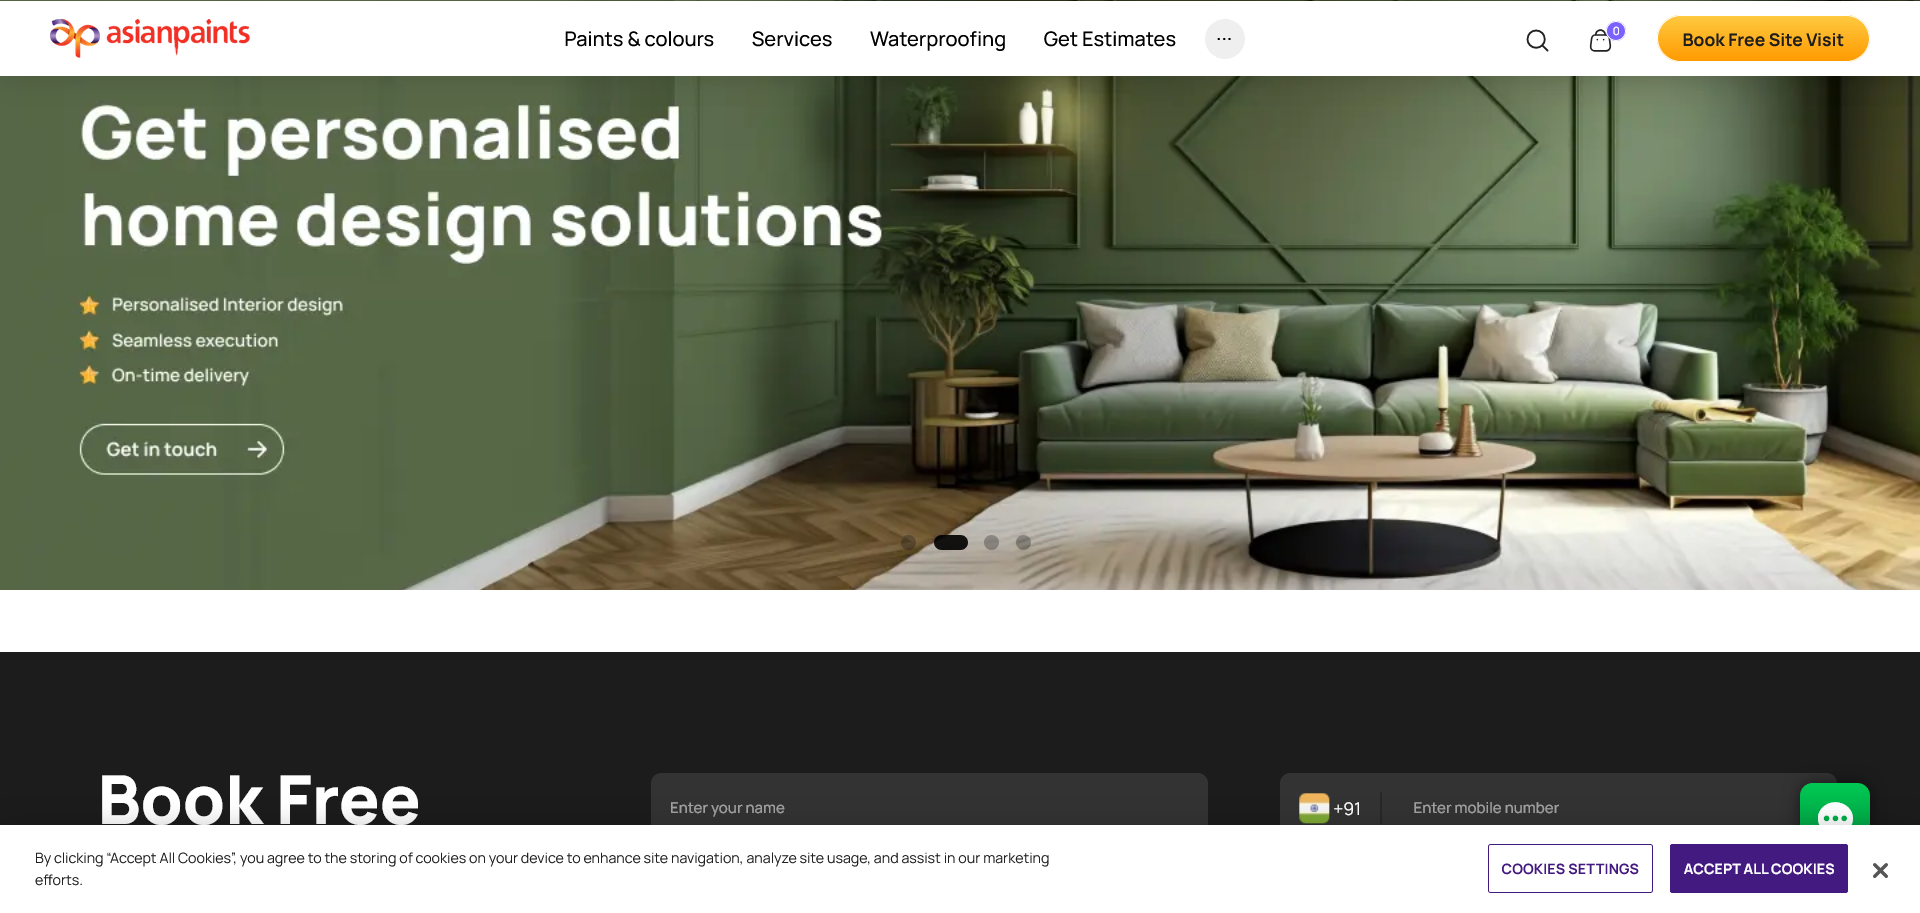 asianpaints
Paints & colours
Services
Waterproofing
Get Estimates
...
0
Book Free Site Visit
Get personalised
home design solutions
Personalised Interior design
Seamless execution
On-time delivery
Get in touch
Book Free
Enter your name
+91
Enter mobile number
By clicking “Accept All Cookies”, you agree to the storing of cookies on your device to enhance site navigation, analyze site usage, and assist in our marketing
efforts.
COOKIES SETTINGS
ACCEPT ALL COOKIES